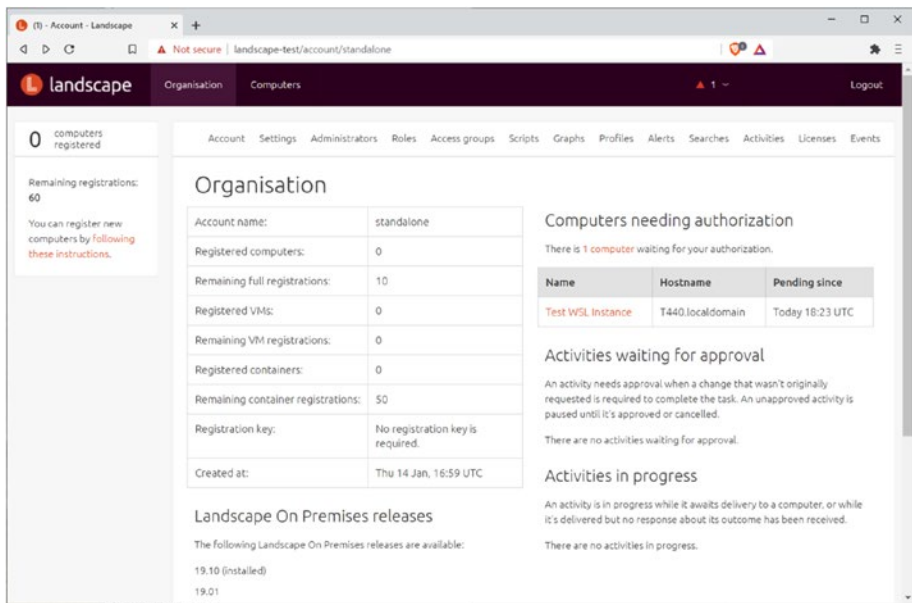 (1) - Account - Landscape
Not secure landscape-test/account/standalone
landscape
Organisation Computers
1
Logout
0 computers registered
Remaining registrations:
60
You can register new
computers by following
these instructions.
Account Settings Administrators Roles Access groups Scripts Graphs Profiles Alerts Searches Activities Licenses Events
Organisation
Account name: standalone
Registered computers: 0
Remaining full registrations: 10
Registered VMs: 0
Remaining VM registrations: 0
Registered containers: 0
Remaining container registrations: 50
Registration key: No registration key is
required.
Created at: Thu 14 Jan, 16:59 UTC
Landscape On Premises releases
The following Landscape On Premises releases are available:
19.10 (installed)
19.01
Computers needing authorization
There is 1 computer waiting for your authorization.
Name Hostname Pending since
Test WSL Instance T440.localdomain Today 18:23 UTC
Activities waiting for approval
An activity needs approval when a change that wasn't originally
requested is required to complete the task. An unapproved activity is
paused until it's approved or cancelled.
There are no activities waiting for approval.
Activities in progress
An activity is in progress while it awaits delivery to a computer, or while
it's delivered but no response about its outcome has been received.
There are no activities in progress.